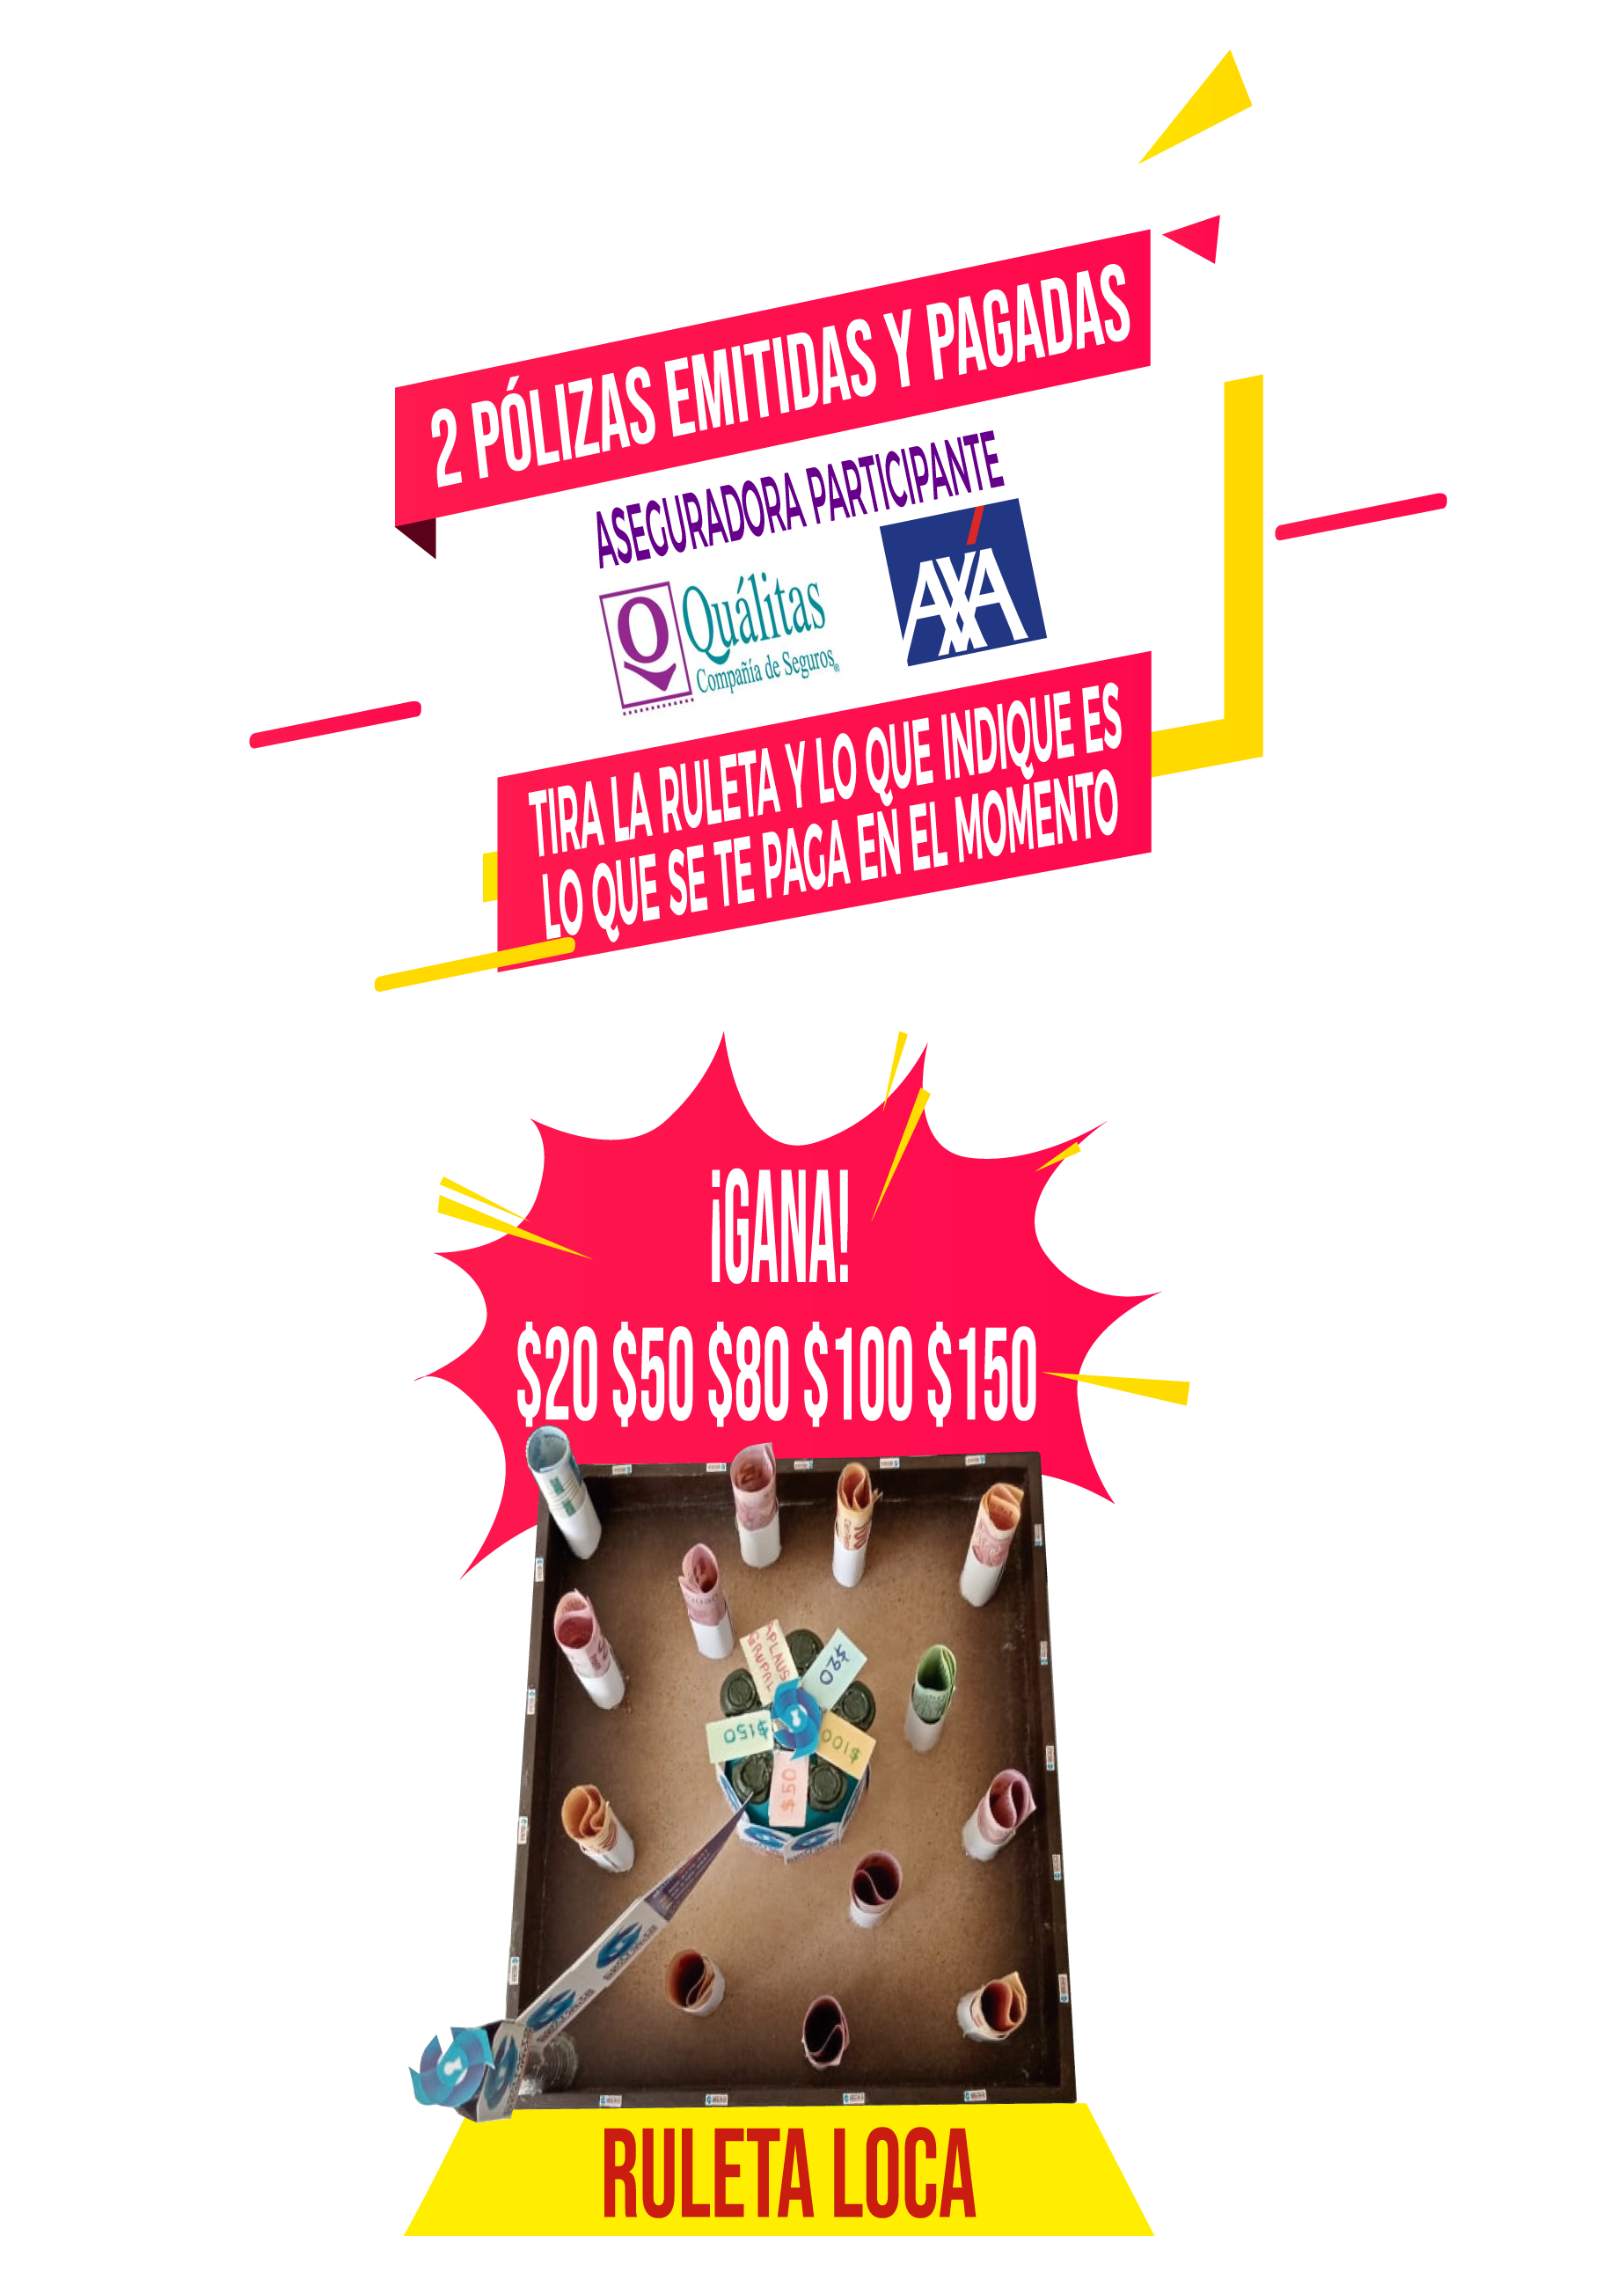 2 PÓLIZAS EMITIDAS Y PAGADAS
ASEGURADORA PARTICIPANTE
Q Quálitas
Compañía de Seguros®
AXA
TIRA LA RULETA Y LO QUE INDIQUE ES
LO QUE SE TE PAGA EN EL MOMENTO
¡GANA!
$20 $50 $80 $100 $150
GRUPAL
$20
$150
$100
$50
RULETA LOCA